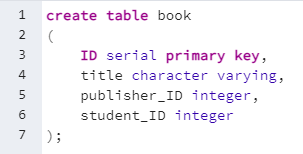 1 create table book
2 (
3 ID serial primary key,
4 title character varying,
5 publisher_ID integer,
6 student_ID integer
7 );